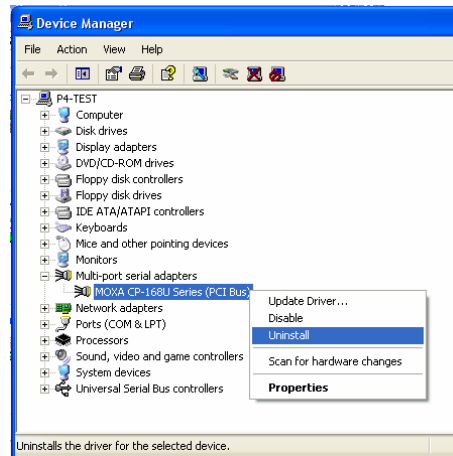 Device Manager
File Action View Help
P4-TEST
Computer
Disk drives
Display adapters
DVD/CD-ROM drives
Floppy disk controllers
Floppy disk drives
IDE ATA/ATAPI controllers
Keyboards
Mice and other pointing devices
Monitors
Multi-port serial adapters
MOXA CP-168U Series (PCI Bus)
Network adapters
Ports (COM & LPT)
Processors
Sound, video and game controllers
System devices
Universal Serial Bus controllers
Update Driver...
Disable
Uninstall
Scan for hardware changes
Properties
Uninstalls the driver for the selected device.